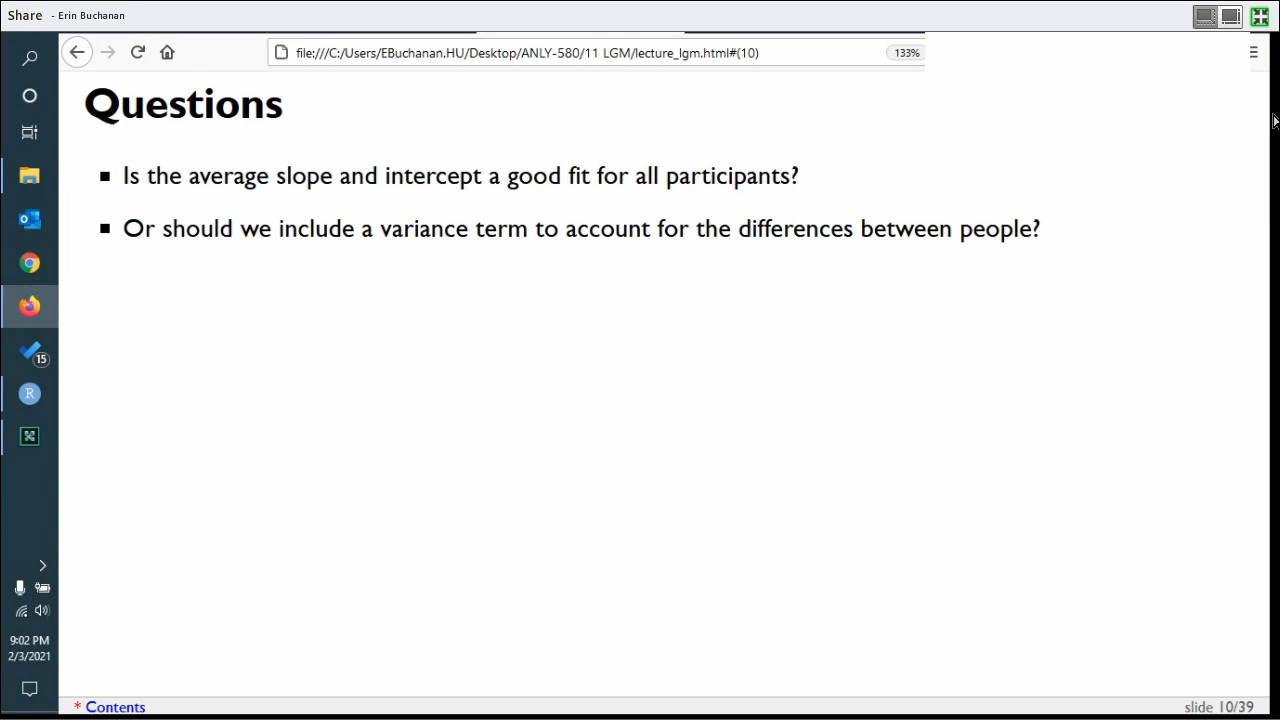 Share - Erin Buchanan
file:///C:/Users/EBuchanan.HU/Desktop/ANLY-580/11 LGM/lecture_lgm.html#(10)
133%
Questions
Is the average slope and intercept a good fit for all participants?
Or should we include a variance term to account for the differences between people?
15
R
9:02 PM
2/3/2021
* Contents
slide 10/39